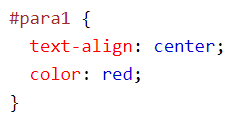 #para1 {
  text-align: center;
  color: red;
}